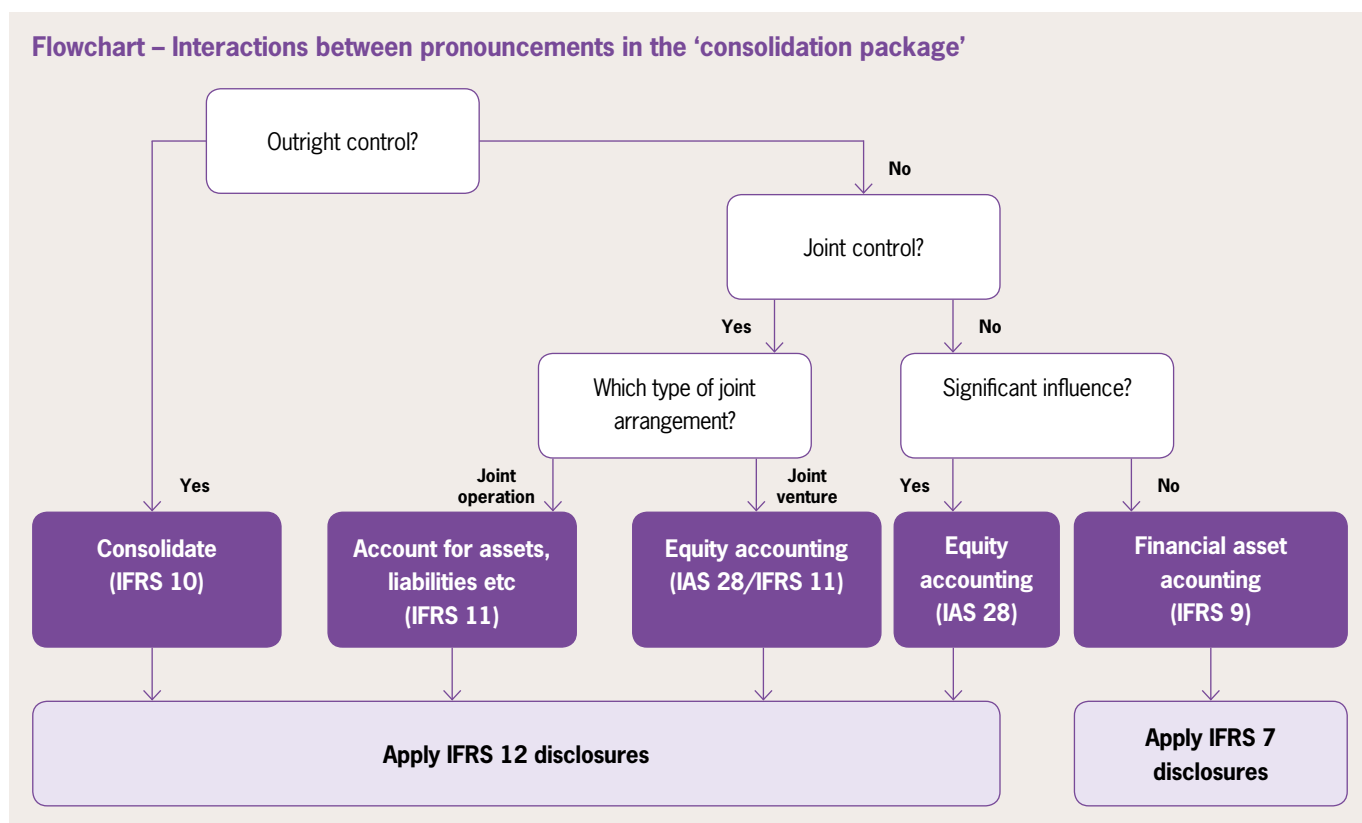 Flowchart – Interactions between pronouncements in the ‘consolidation package’
Outright control?
No
Joint control?
Yes
No
Which type of joint
arrangement?
Significant influence?
Yes
Joint
operation
Joint
venture
Yes
No
Consolidate
(IFRS 10)
Account for assets,
liabilities etc
(IFRS 11)
Equity accounting
(IAS 28/IFRS 11)
Equity
accounting
(IAS 28)
Financial asset
acounting
(IFRS 9)
Apply IFRS 12 disclosures
Apply IFRS 7
disclosures